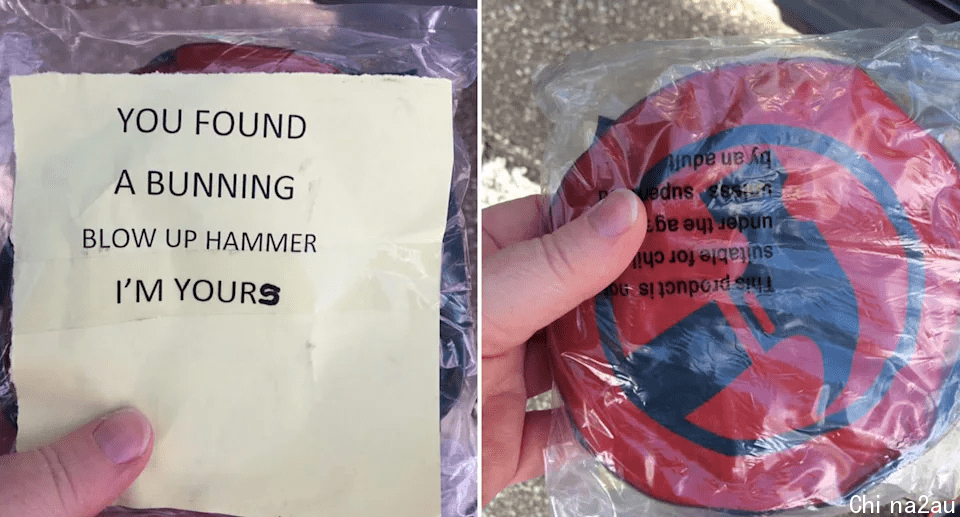 YOU FOUND
A BUNNING
BLOW UP HAMMER
I'M YOURS
This product is not
suitable for chil
under the age
unless supe
by an adult
Chi na2au